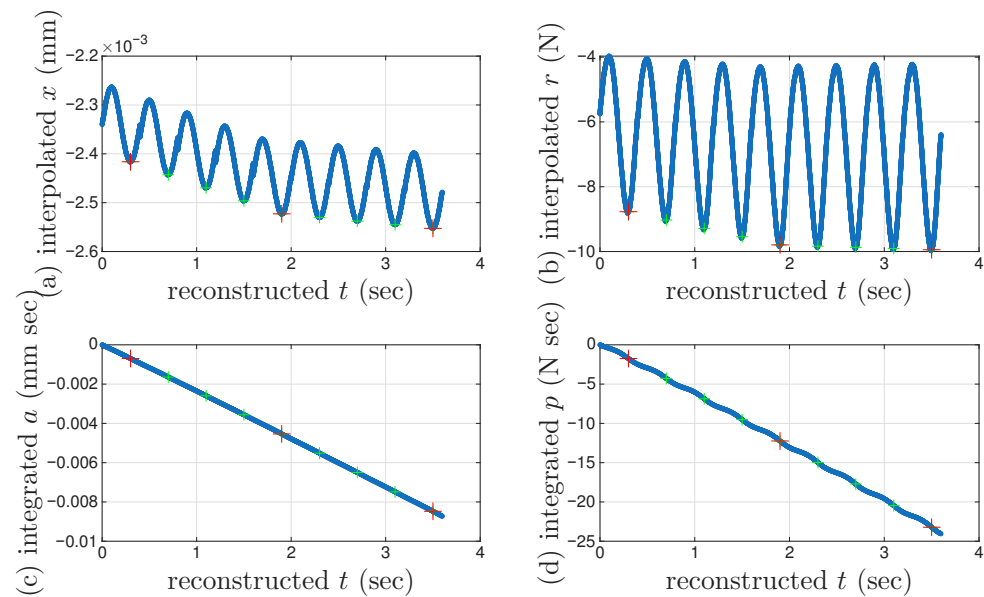 ×10⁻³
−2.2
−2.3
−2.4
−2.5
−2.6
0 1 2 3 4
(a) interpolated x (mm)
reconstructed t (sec)
−4
−6
−8
−10
0 1 2 3 4
(b) interpolated r (N)
reconstructed t (sec)
0
−0.002
−0.004
−0.006
−0.008
−0.01
0 1 2 3 4
(c) integrated a (mm sec)
reconstructed t (sec)
0
−5
−10
−15
−20
−25
0 1 2 3 4
(d) integrated p (N sec)
reconstructed t (sec)